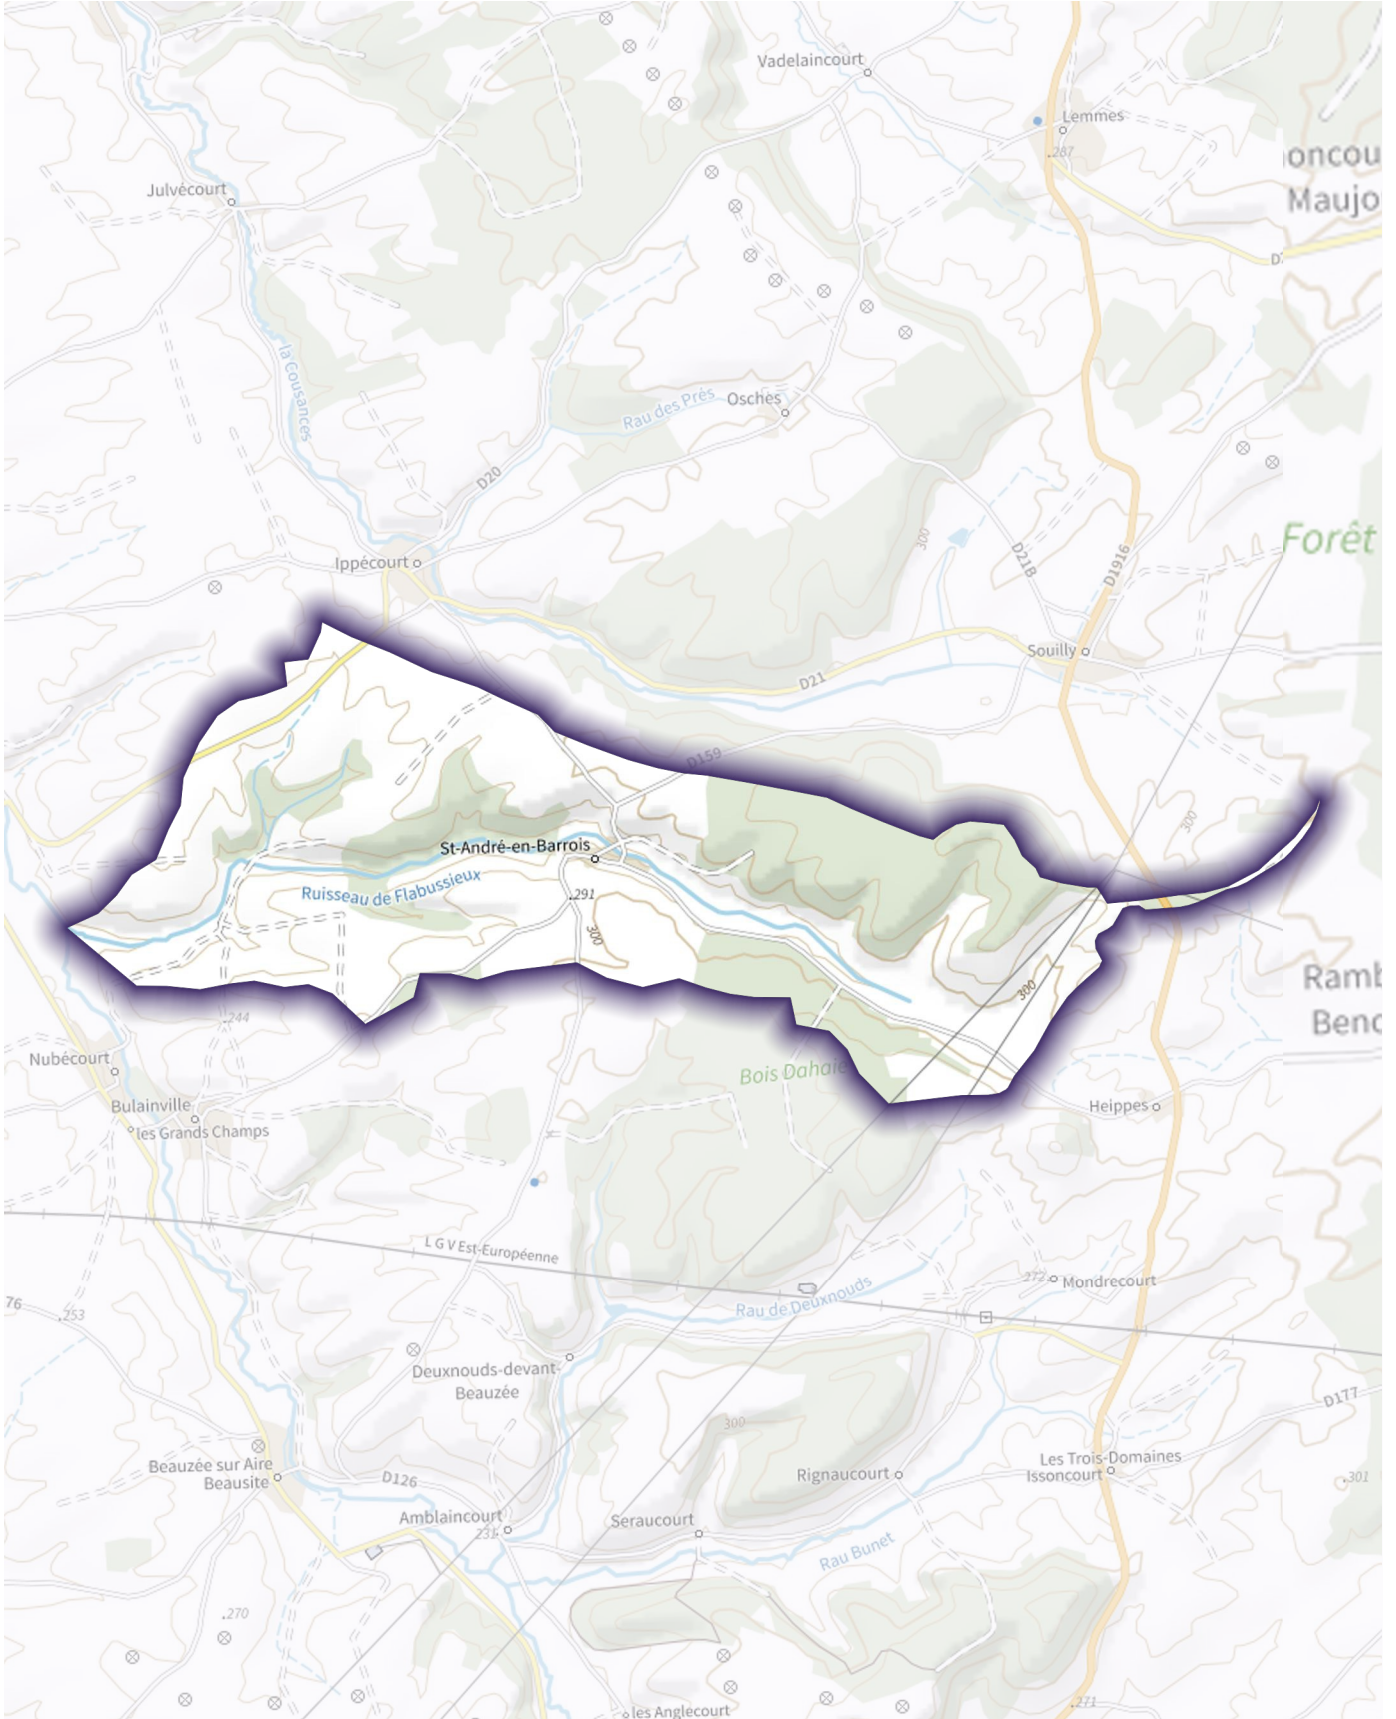 Vadelaincourt
Lemmes
.287
oncou
Maujo
Julvécourt
D
la Cousances
Rau des Prés
Osches
D20
300
Forêt
Ippécourt
D21B
D1916
Souilly
D21
D159
300
St-André-en-Barrois
Ruisseau de Flabussieux
.291
300
300
Ramb
Benc
.244
Nubécourt
Bois Dahaie
Bulainville
Heippes
les Grands Champs
L G V Est-Européenne
272
Mondrecourt
Rau de Deuxnouds
76
.253
Deuxnouds-devant-
Beauzée
D177
300
Beauzée sur Aire
Beausite
D126
Les Trois-Domaines
Issoncourt
Rignaucourt
.301
Amblaincourt
231
Seraucourt
Rau Bunet
.270
.271
les Anglecourt